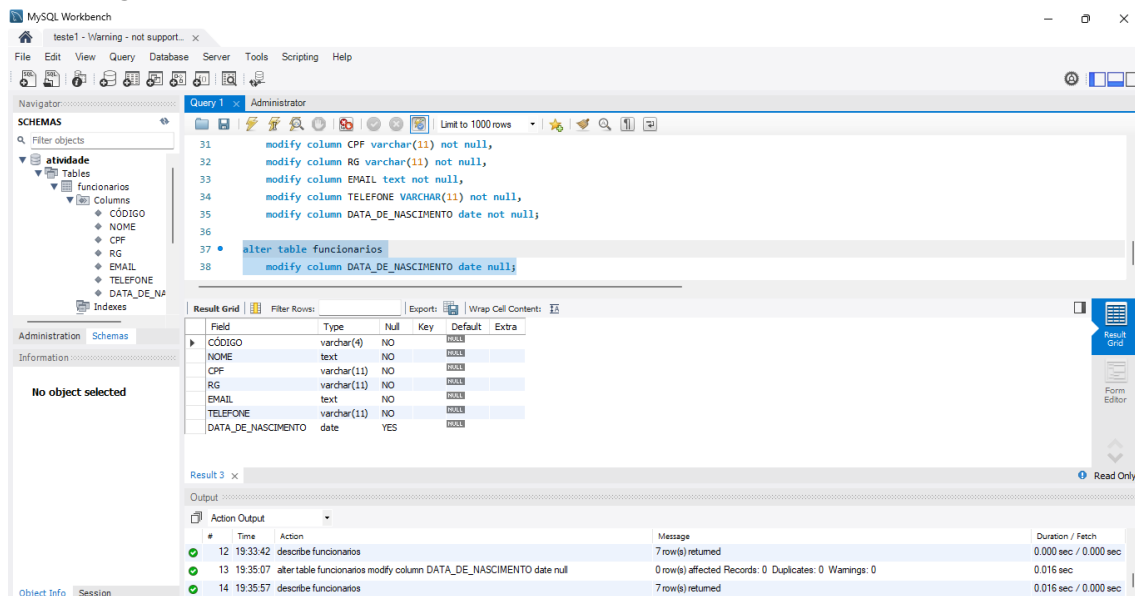 MySQL Workbench
teste1 - Warning - not support... ×
File Edit View Query Database Server Tools Scripting Help
Navigator
Query 1 × Administrator
SCHEMAS
Filter objects
Limit to 1000 rows
atividade
Tables
funcionarios
Columns
CÓDIGO
NOME
CPF
RG
EMAIL
TELEFONE
DATA_DE_NA
Indexes
31 modify column CPF varchar(11) not null,
32 modify column RG varchar(11) not null,
33 modify column EMAIL text not null,
34 modify column TELEFONE VARCHAR(11) not null,
35 modify column DATA_DE_NASCIMENTO date not null;
36
37 alter table funcionarios
38 modify column DATA_DE_NASCIMENTO date null;
Administration Schemas
Information
No object selected
Object Info Session
Result Grid Filter Rows: Export: Wrap Cell Content:
Field Type Null Key Default Extra
CÓDIGO varchar(4) NO NULL
NOME text NO NULL
CPF varchar(11) NO NULL
RG varchar(11) NO NULL
EMAIL text NO NULL
TELEFONE varchar(11) NO NULL
DATA_DE_NASCIMENTO date YES NULL
Result Grid
Form Editor
Result 3 × Read Only
Output
Action Output
# Time Action Message Duration / Fetch
12 19:33:42 describe funcionarios 7 row(s) returned 0.000 sec / 0.000 sec
13 19:35:07 alter table funcionarios modify column DATA_DE_NASCIMENTO date null 0 row(s) affected Records: 0 Duplicates: 0 Warnings: 0 0.016 sec
14 19:35:57 describe funcionarios 7 row(s) returned 0.016 sec / 0.000 sec